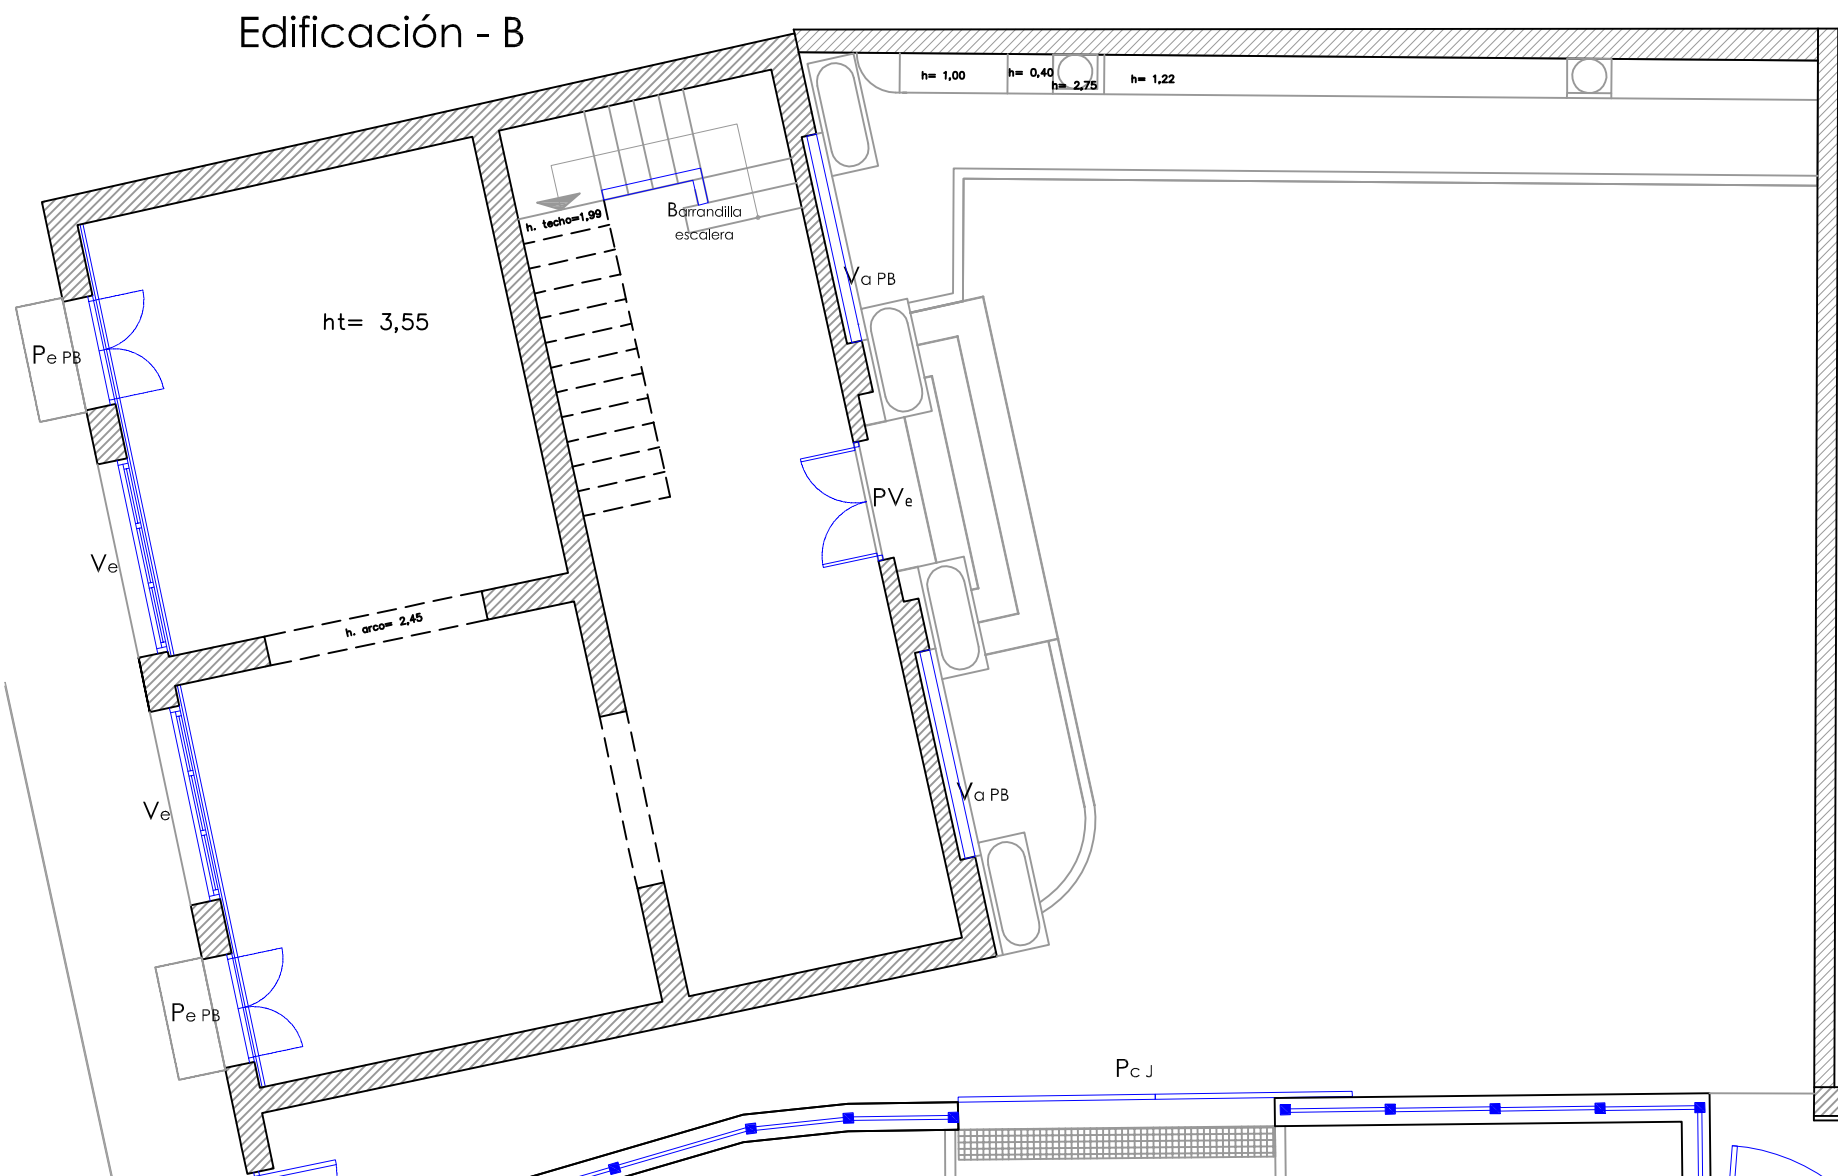 Edificación - B
h= 1,00
h= 0,40
h= 2,75
h= 1,22
Barrandilla
escalera
h. techo=1,99
Va PB
ht= 3,55
Pe PB
PVe
Ve
h. arco= 2,45
Va PB
Ve
Pe PB
Pc J